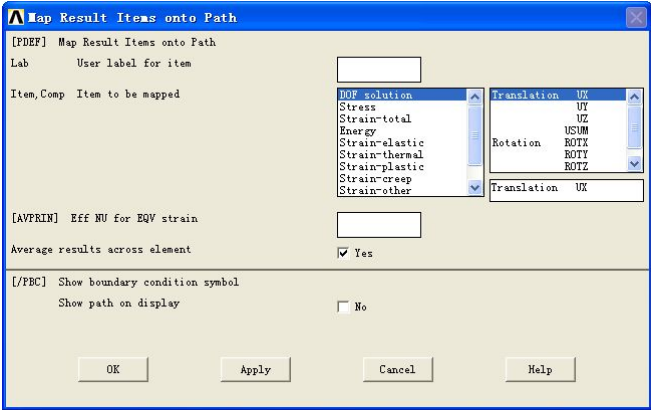 Map Result Items onto Path
[PDEF] Map Result Items onto Path
Lab User label for item
Item,Comp Item to be mapped
DOF solution
Stress
Strain-total
Energy
Strain-elastic
Strain-thermal
Strain-plastic
Strain-creep
Strain-other
Translation UX
UY
UZ
USUM
Rotation ROTX
ROTY
ROTZ
Translation UX
[AVPRIN] Eff NU for EQV strain
Average results across element
Yes
[/PBC] Show boundary condition symbol
Show path on display
No
OK Apply Cancel Help